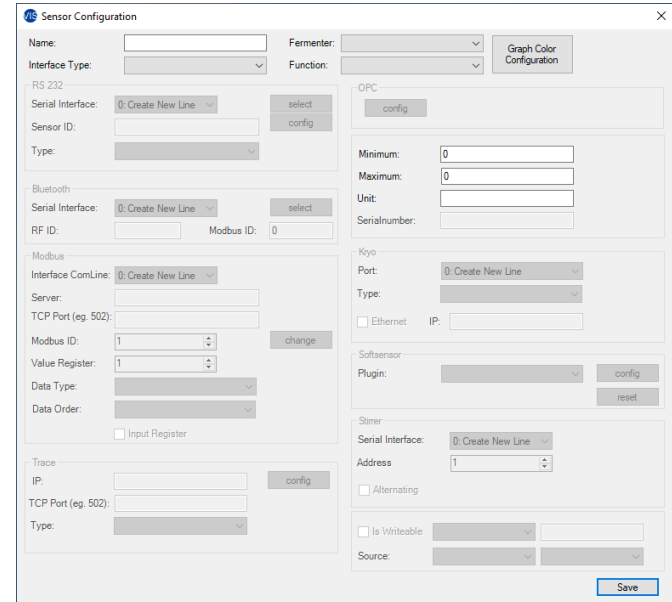 VIS Sensor Configuration
Name:
Fermenter:
Graph Color
Configuration
Interface Type:
Function:
RS 232
Serial Interface: 0: Create New Line select
Sensor ID: config
Type:
Bluetooth
Serial Interface: 0: Create New Line select
RF ID: Modbus ID: 0
Modbus
Interface ComLine: 0: Create New Line
Server:
TCP Port (eg. 502):
Modbus ID: 1 change
Value Register: 1
Data Type:
Data Order:
Input Register
Trace
IP: config
TCP Port (eg. 502):
Type:
OPC
config
Minimum: 0
Maximum: 0
Unit:
Serialnumber:
Kryo
Port: 0: Create New Line
Type:
Ethernet IP:
Softsensor
Plugin: config
reset
Stirrer
Serial Interface: 0: Create New Line
Address 1
Alternating
Is Writeable
Source:
Save